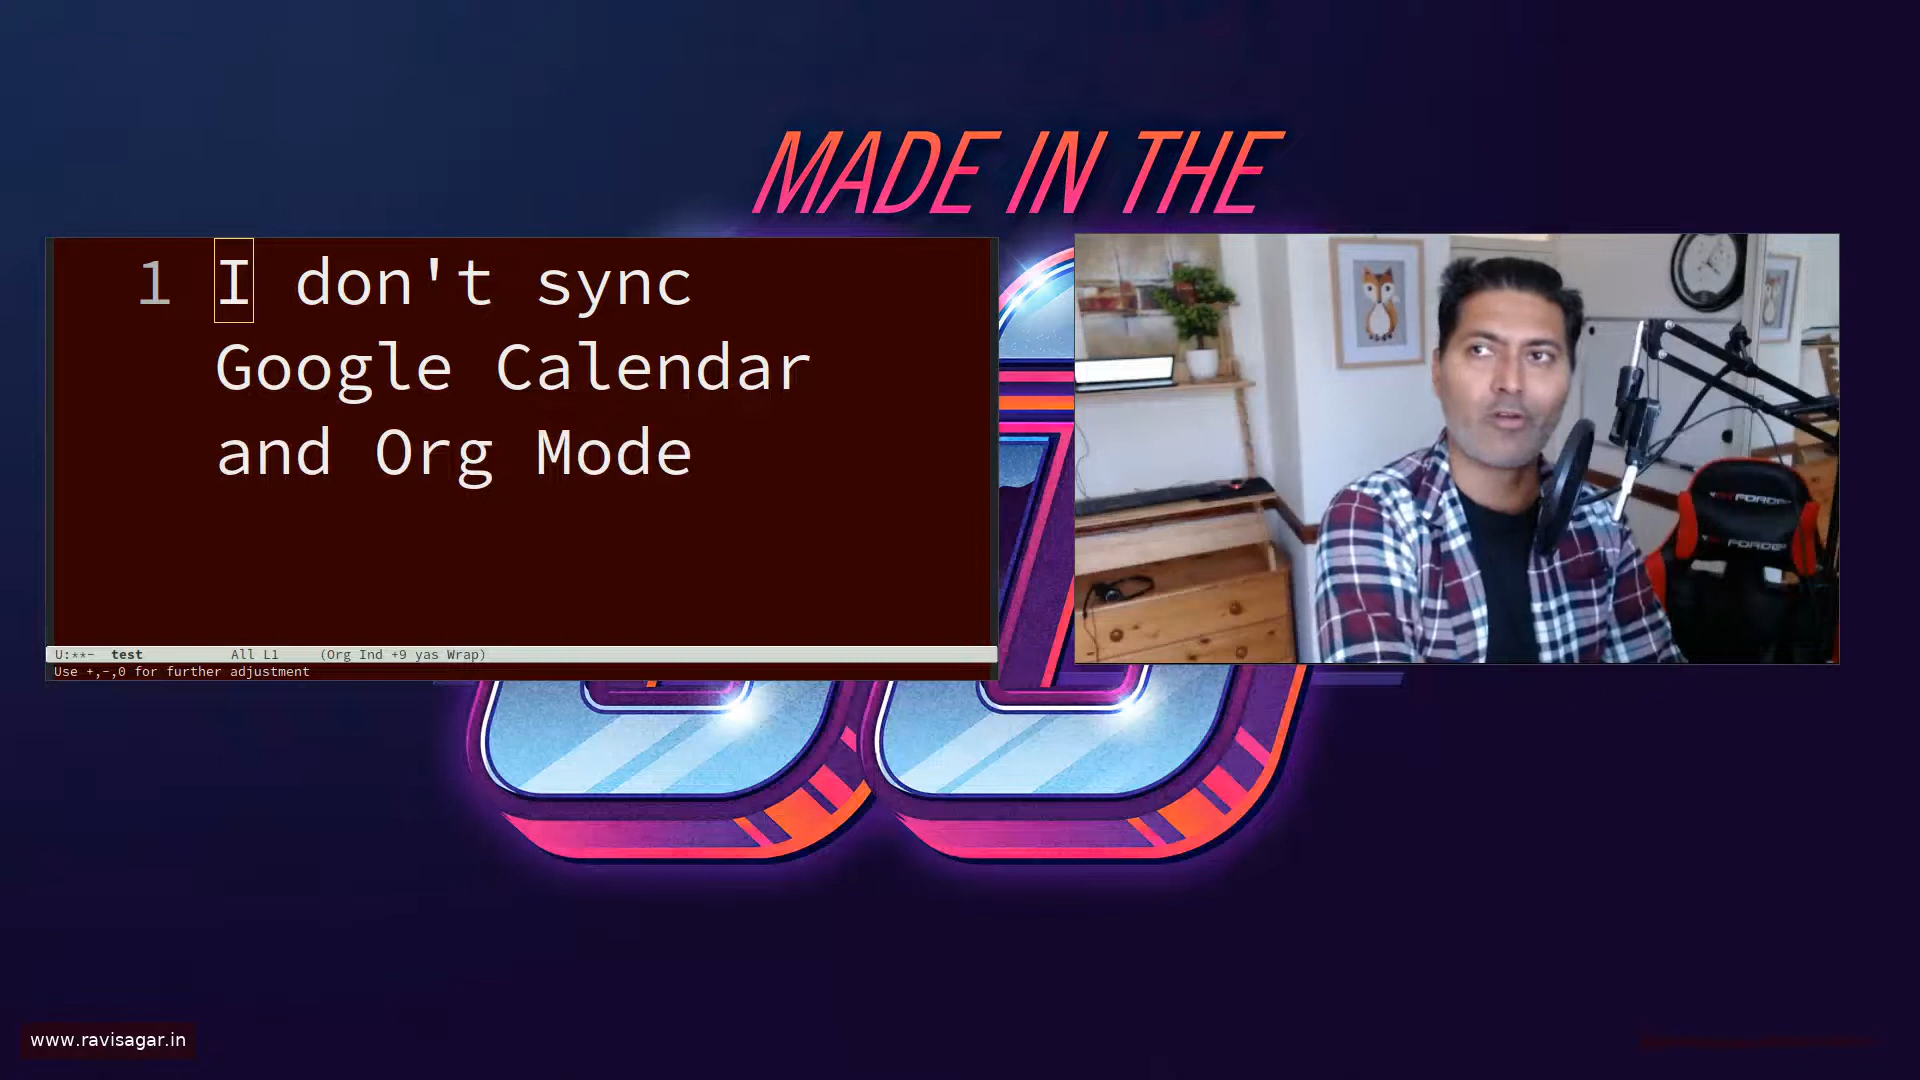 MADE IN THE
1 I don't sync
Google Calendar
and Org Mode
U:**-  test           All L1     (Org Ind +9 yas Wrap)
Use +,-,0 for further adjustment
www.ravisagar.in